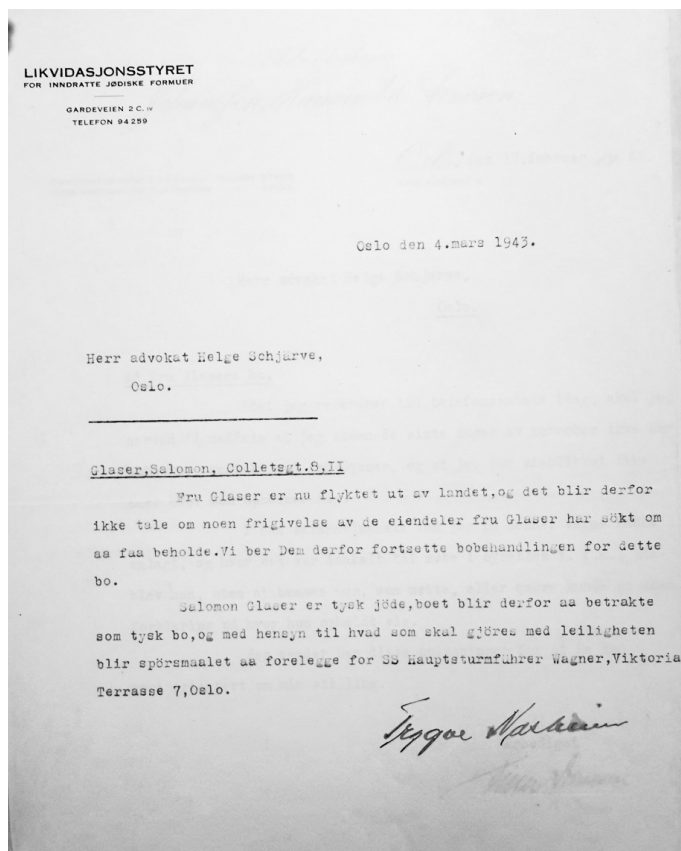 LIKVIDASJONSSTYRET
FOR INNDRATTE JØDISKE FORMUER
GARDEVEIEN 2 C. IV
TELEFON 94259
Oslo den 4.mars 1943.
Herr advokat Helge Schjärve,
Oslo.
Glaser,Salomon, Colletsgt.8,II
Fru Glaser er nu flyktet ut av landet,og det blir derfor
ikke tale om noen frigivelse av de eiendeler fru Glaser har sökt om
aa faa beholde.Vi ber Dem derfor fortsette bobehandlingen for dette
bo.
Salomon Glaser er tysk jöde,boet blir derfor aa betrakte
som tysk bo,og med hensyn til hvad som skal gjöres med leiligheten
blir spörsmaalet aa forelegge for SS Hauptsturmführer Wagner,Viktoria
Terrasse 7,Oslo.
Trygve